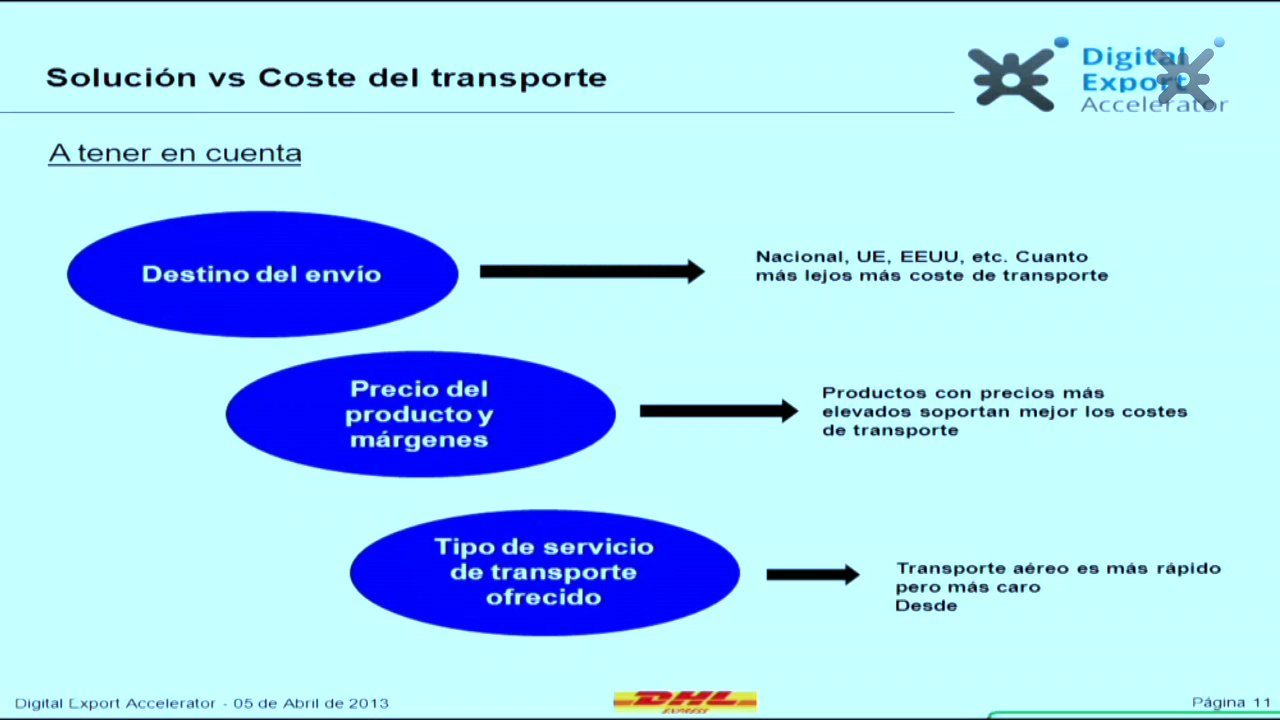 Solución vs Coste del transporte
Digital
Export
Accelerator
A tener en cuenta
Destino del envío
Nacional, UE, EEUU, etc. Cuanto
más lejos más coste de transporte
Precio del
producto y
márgenes
Productos con precios más
elevados soportan mejor los costes
de transporte
Tipo de servicio
de transporte
ofrecido
Transporte aéreo es más rápido
pero más caro
Desde
Digital Export Accelerator - 05 de Abril de 2013
DHL
EXPRESS
Página 11